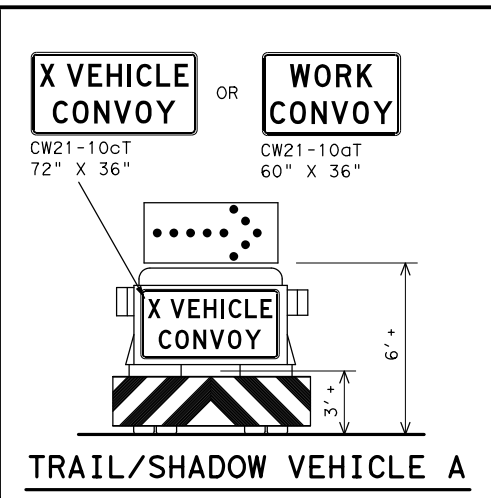 X VEHICLE
CONVOY
OR
WORK
CONVOY
CW21-10cT
72" X 36"
CW21-10aT
60" X 36"
X VEHICLE
CONVOY
6'+
3'+
TRAIL/SHADOW VEHICLE A